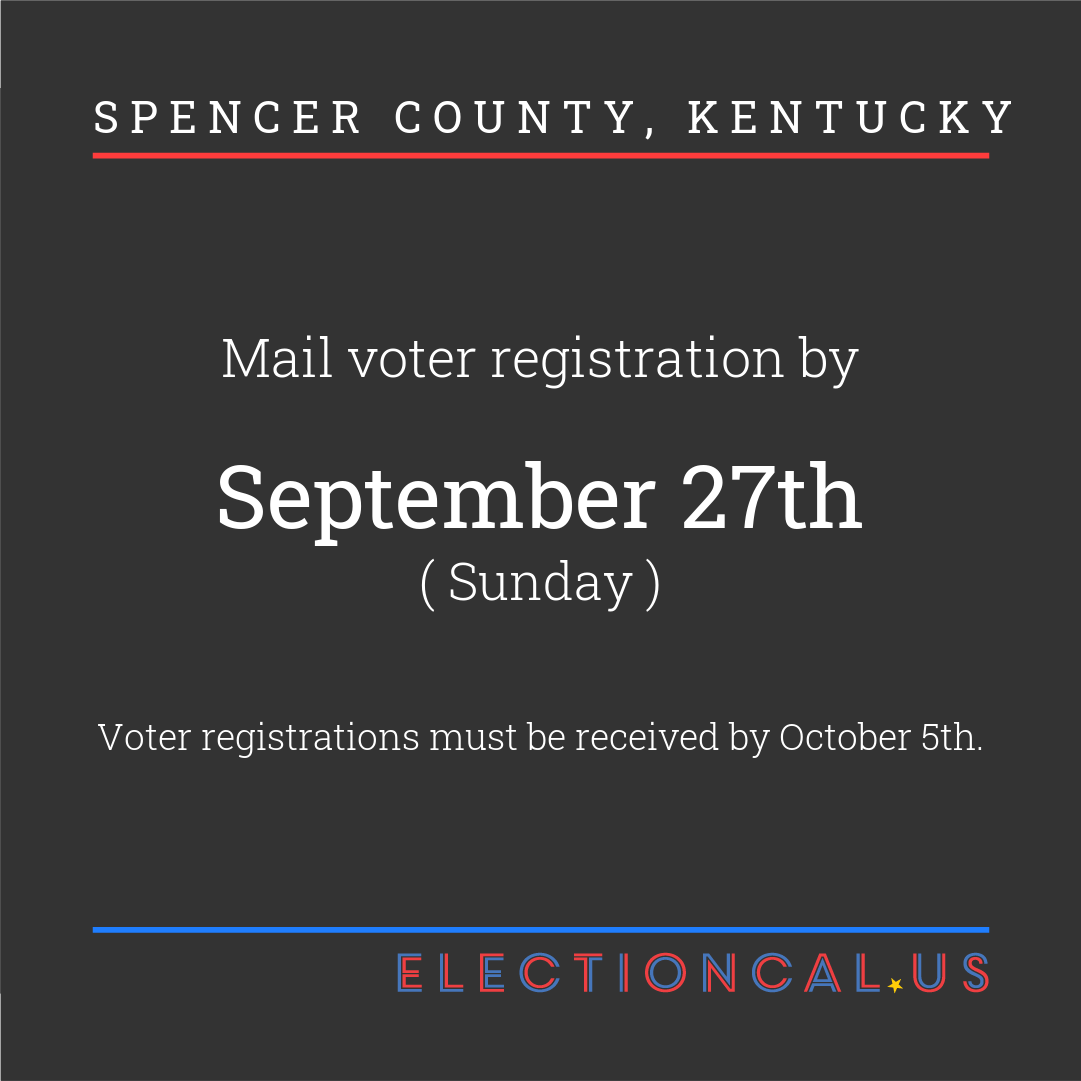 SPENCER COUNTY, KENTUCKY
Mail voter registration by
September 27th
( Sunday )
Voter registrations must be received by October 5th.
ELECTIONCAL.US